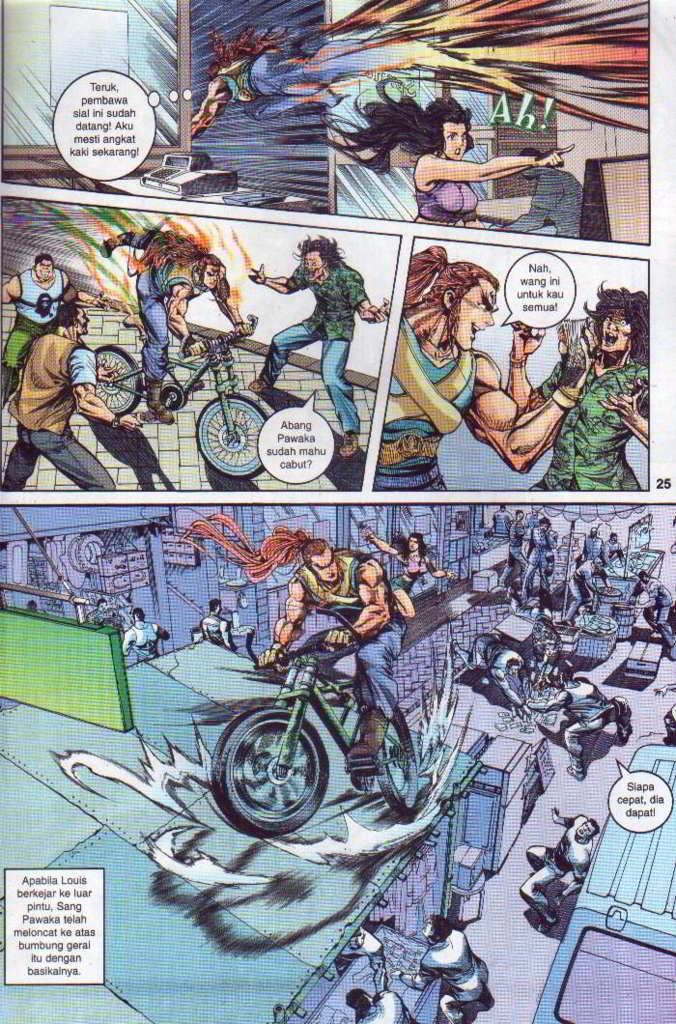 Teruk,
pembawa
sial ini sudah
datang! Aku
mesti angkat
kaki sekarang!
Ah!
Abang
Pawaka
sudah mahu
cabut?
Nah,
wang ini
untuk kau
semua!
25
Siapa
cepat, dia
dapat!
Apabila Louis
berkejar ke luar
pintu, Sang
Pawaka telah
meloncat ke atas
bumbung gerai
itu dengan
basikalnya.